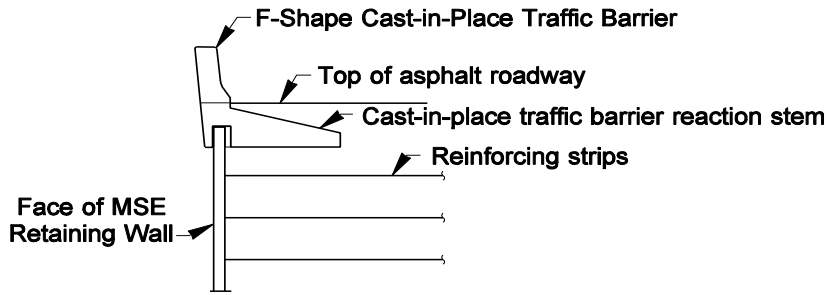 F-Shape Cast-in-Place Traffic Barrier
Top of asphalt roadway
Cast-in-place traffic barrier reaction stem
Reinforcing strips
Face of MSE
Retaining Wall